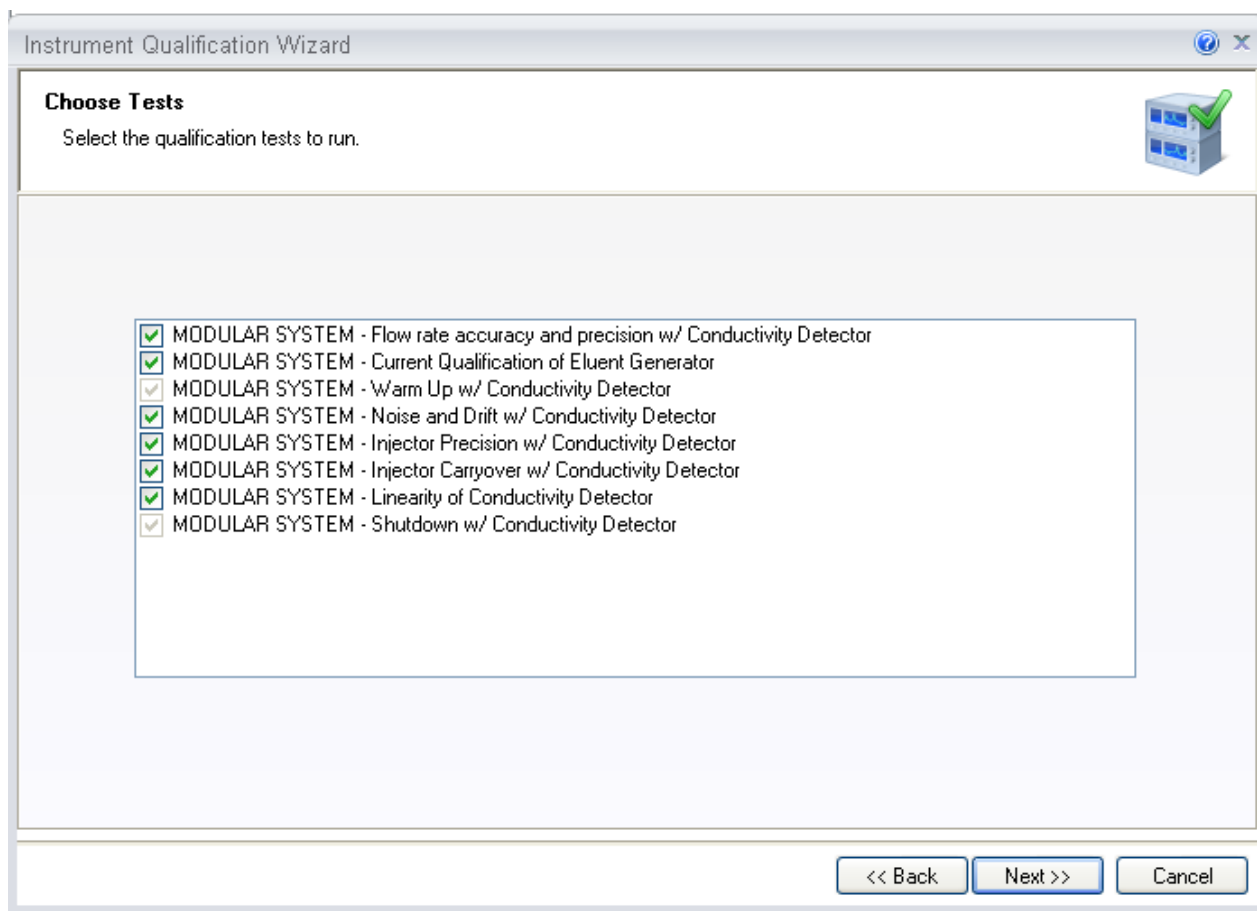 Instrument Qualification Wizard
Choose Tests
Select the qualification tests to run.
MODULAR SYSTEM - Flow rate accuracy and precision w/ Conductivity Detector
MODULAR SYSTEM - Current Qualification of Eluent Generator
MODULAR SYSTEM - Warm Up w/ Conductivity Detector
MODULAR SYSTEM - Noise and Drift w/ Conductivity Detector
MODULAR SYSTEM - Injector Precision w/ Conductivity Detector
MODULAR SYSTEM - Injector Carryover w/ Conductivity Detector
MODULAR SYSTEM - Linearity of Conductivity Detector
MODULAR SYSTEM - Shutdown w/ Conductivity Detector
<< Back Next >> Cancel